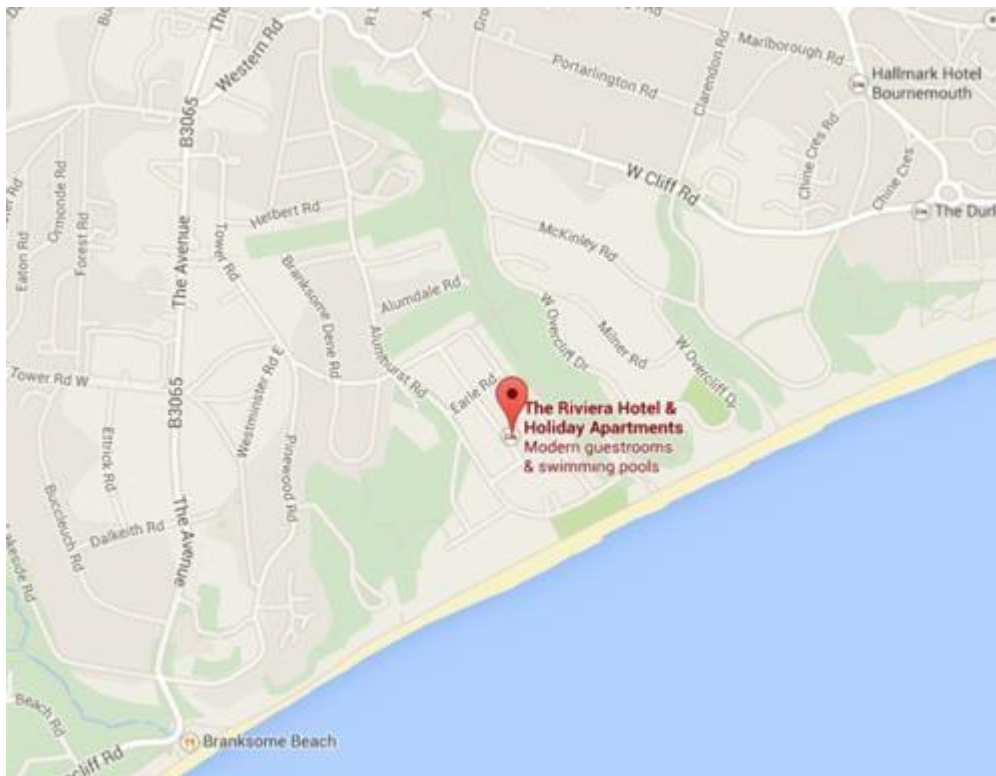 Western Rd
Marlborough Rd
Portarlington Rd
Clarendon Rd
Hallmark Hotel
Bournemouth
B3065
W Cliff Rd
Chine Cres Rd
Chine Cres
Ormonde Rd
Eaton Rd
Forest Rd
Herbert Rd
The Avenue
Tower Rd
McKinley Rd
Branksome Dene Rd
Alumdale Rd
W Overcliff Dr
Milner Rd
W Overcliff Dr
Alumhurst Rd
Earle Rd
Tower Rd W
B3065
Westminster Rd E
The Riviera Hotel &
Holiday Apartments
Modern guestrooms
& swimming pools
Ettrick Rd
Pinewood Rd
Buccleuch Rd
Dalkeith Rd
The Avenue
Beach Rd
Branksome Beach